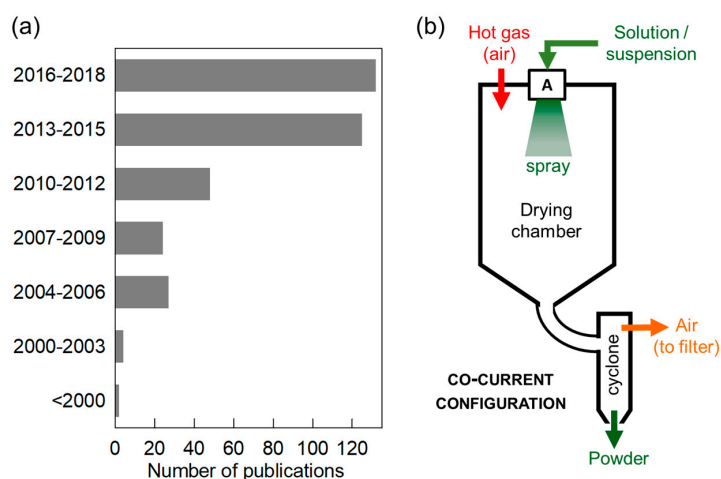 (a)
2016-2018
2013-2015
2010-2012
2007-2009
2004-2006
2000-2003
<2000
0 20 40 60 80 100 120
Number of publications
(b)
Hot gas
(air)
Solution /
suspension
A
spray
Drying
chamber
cyclone
Air
(to filter)
CO-CURRENT
CONFIGURATION
Powder